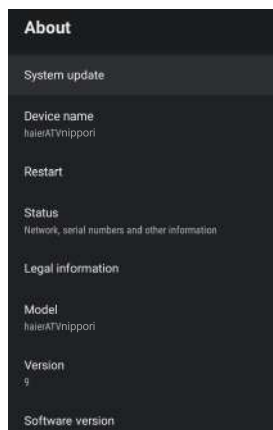 About
System update
Device name
haierATVnippori
Restart
Status
Network, serial numbers and other information
Legal information
Model
haierATVnippori
Version
9
Software version